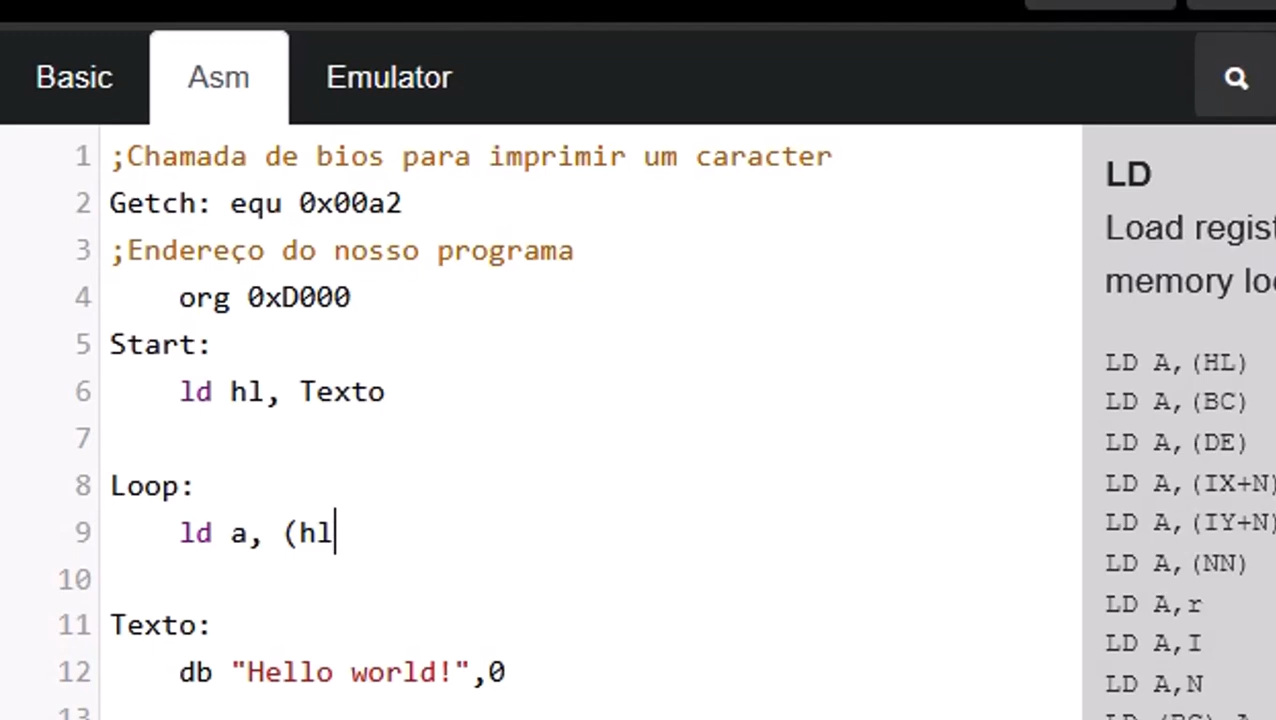 Basic Asm Emulator
1 ;Chamada de bios para imprimir um caracter
2 Getch: equ 0x00a2
3 ;Endereço do nosso programa
4 org 0xD000
5 Start:
6 ld hl, Texto
7
8 Loop:
9 ld a, (hl
10
11 Texto:
12 db "Hello world!",0
13
LD
Load regist
memory lo
LD A,(HL)
LD A,(BC)
LD A,(DE)
LD A,(IX+N)
LD A,(IY+N)
LD A,(NN)
LD A,r
LD A,I
LD A,N